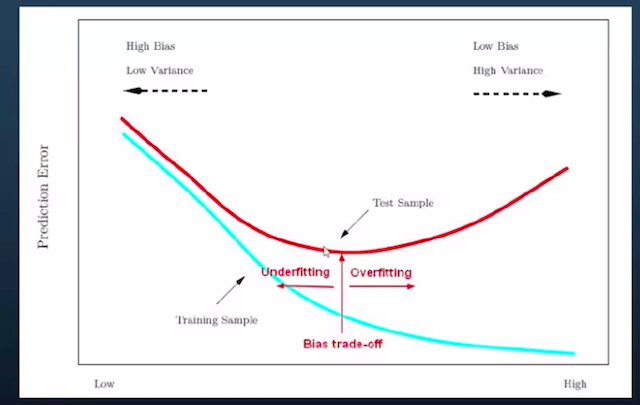 High Bias
Low Variance
Low Bias
High Variance
Prediction Error
Test Sample
Underfitting
Overfitting
Training Sample
Bias trade-off
Low
High